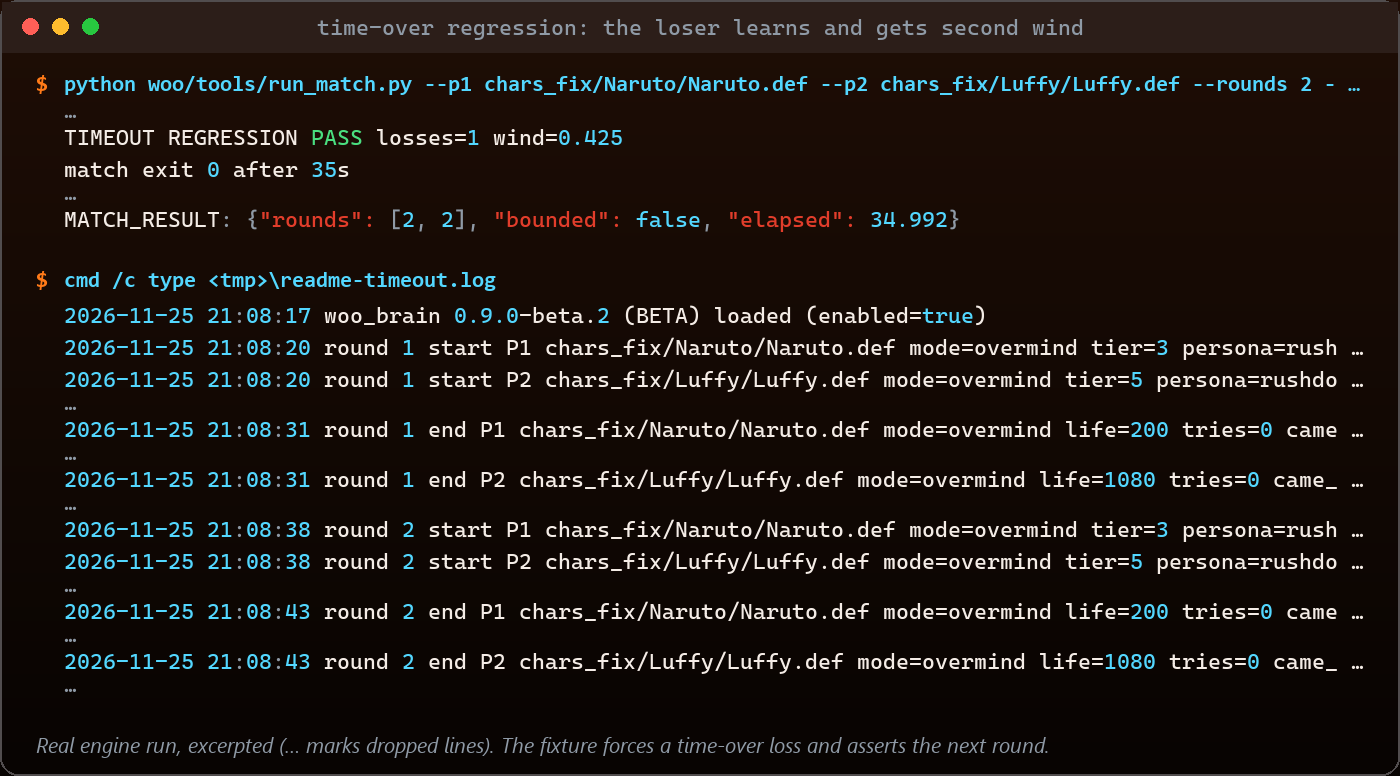 time-over regression: the loser learns and gets second wind
$ python woo/tools/run_match.py --p1 chars_fix/Naruto/Naruto.def --p2 chars_fix/Luffy/Luffy.def --rounds 2 - …
…
TIMEOUT REGRESSION PASS losses=1 wind=0.425
match exit 0 after 35s
…
MATCH_RESULT: {"rounds": [2, 2], "bounded": false, "elapsed": 34.992}
$ cmd /c type <tmp>\readme-timeout.log
2026-11-25 21:08:17 woo_brain 0.9.0-beta.2 (BETA) loaded (enabled=true)
2026-11-25 21:08:20 round 1 start P1 chars_fix/Naruto/Naruto.def mode=overmind tier=3 persona=rush …
2026-11-25 21:08:20 round 1 start P2 chars_fix/Luffy/Luffy.def mode=overmind tier=5 persona=rushdo …
…
2026-11-25 21:08:31 round 1 end P1 chars_fix/Naruto/Naruto.def mode=overmind life=200 tries=0 came …
…
2026-11-25 21:08:31 round 1 end P2 chars_fix/Luffy/Luffy.def mode=overmind life=1080 tries=0 came_ …
…
2026-11-25 21:08:38 round 2 start P1 chars_fix/Naruto/Naruto.def mode=overmind tier=3 persona=rush …
2026-11-25 21:08:38 round 2 start P2 chars_fix/Luffy/Luffy.def mode=overmind tier=5 persona=rushdo …
…
2026-11-25 21:08:43 round 2 end P1 chars_fix/Naruto/Naruto.def mode=overmind life=200 tries=0 came …
…
2026-11-25 21:08:43 round 2 end P2 chars_fix/Luffy/Luffy.def mode=overmind life=1080 tries=0 came_ …
…
Real engine run, excerpted (... marks dropped lines). The fixture forces a time-over loss and asserts the next round.